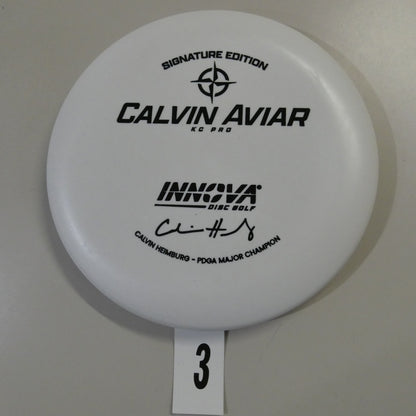 SIGNATURE EDITION
CALVIN AVIAR
KC PRO
INNOVA
DISC GOLF
CALVIN HEIMBURG – PDGA MAJOR CHAMPION
3